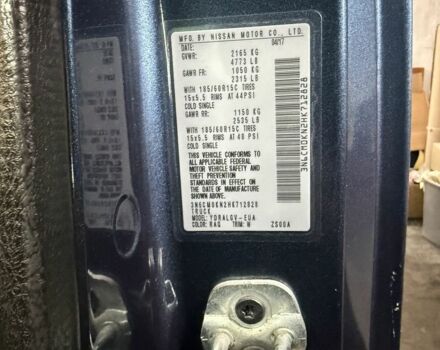 MFG. BY NISSAN MOTOR CO., LTD.
DATE: 04/17
GVWR: 2165 KG
4773 LB
GAWR FR: 1050 KG
2315 LB
WITH 185/60R15C TIRES
15x5.5 RIMS AT 44PSI
COLD SINGLE
GAWR RR: 1150 KG
2535 LB
WITH 185/60R15C TIRES
15x5.5 RIMS AT 48 PSI
COLD SINGLE
THIS VEHICLE CONFORMS TO
ALL APPLICABLE FEDERAL
MOTOR VEHICLE SAFETY
AND THEFT PREVENTION
STANDARDS IN EFFECT ON
THE DATE OF MANUFACTURE
SHOWN ABOVE.
3N6CM0KN2HK712828
TRUCK
MODEL: YDRALGV-EUA
COLOR: RAQ TRIM: W ZS00A
3N6CM0KN2HK712828